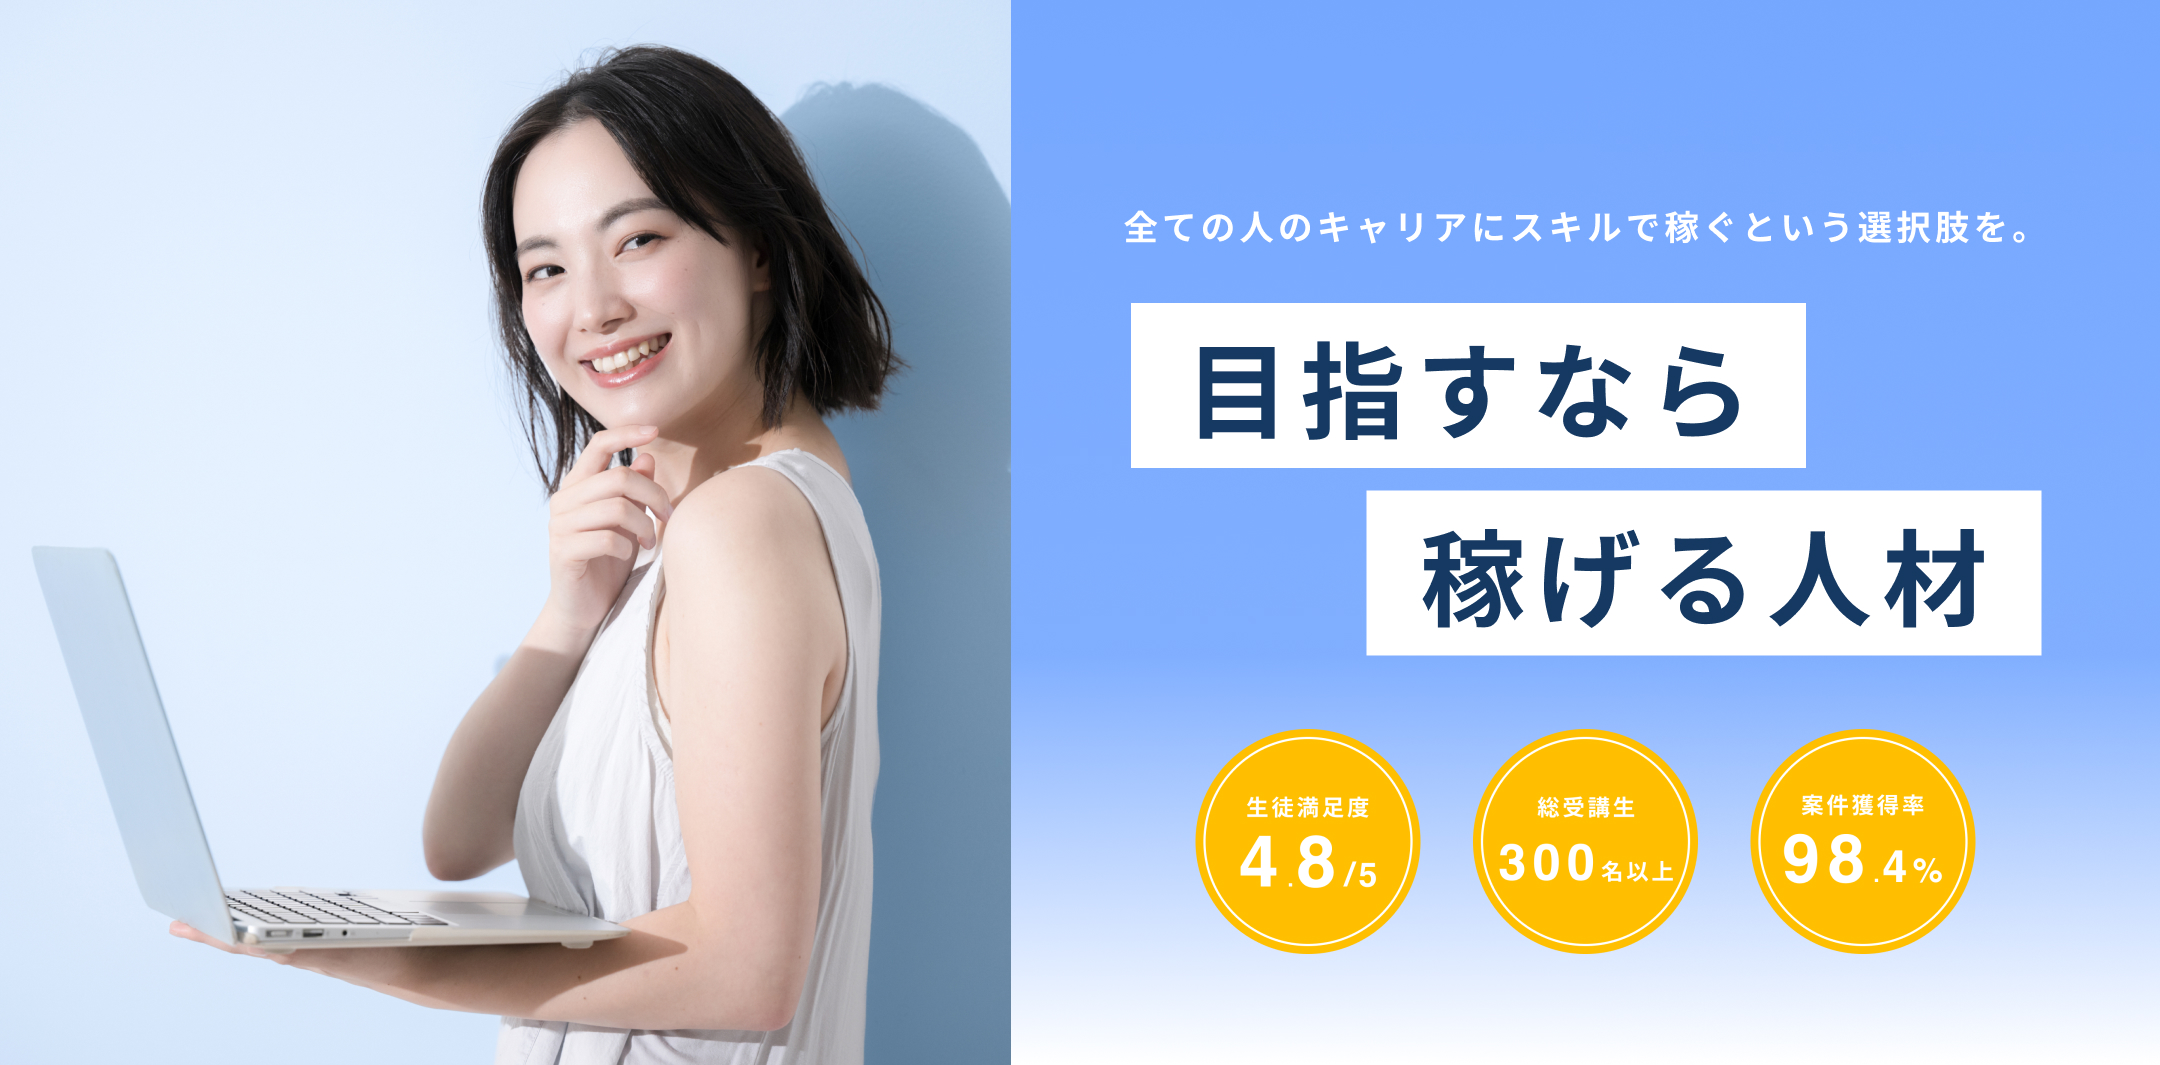 全ての人のキャリアにスキルで稼ぐという選択肢を。
目指すなら
稼げる人材
生徒満足度
4.8/5
総受講生
300名以上
案件獲得率
98.4%